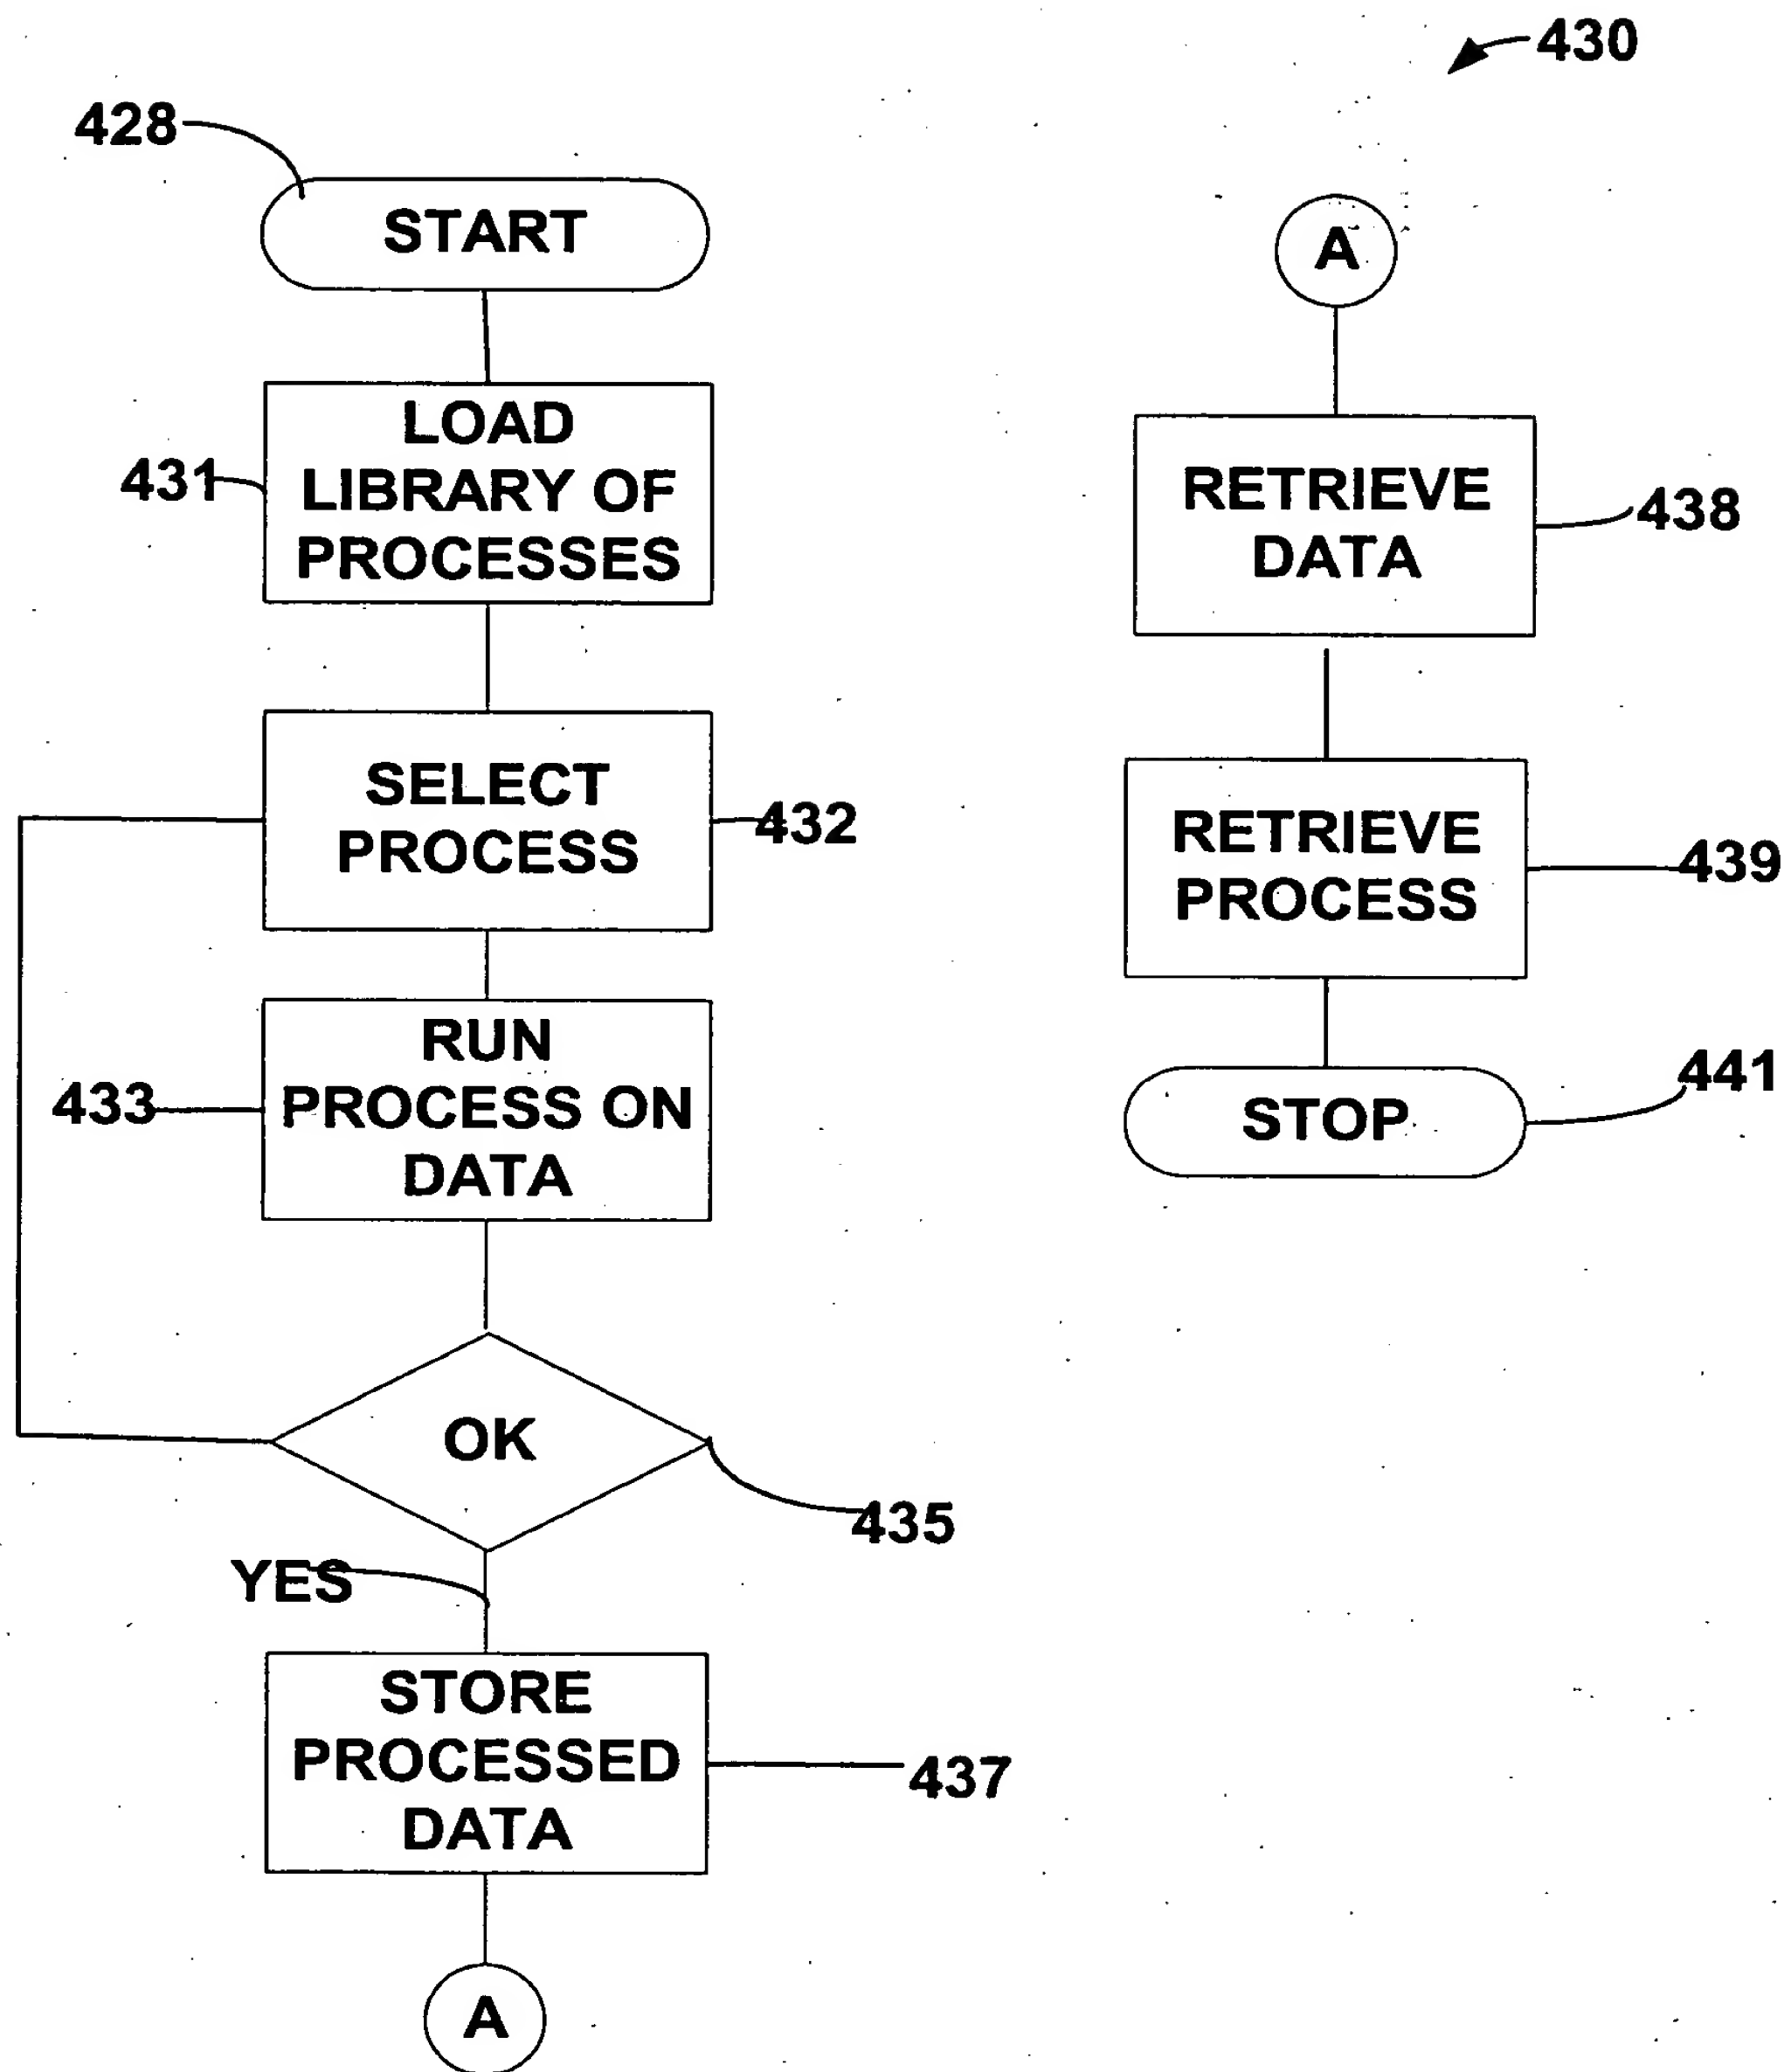 430
428
START
431
LOAD
LIBRARY OF
PROCESSES
SELECT
PROCESS
432
433
RUN
PROCESS ON
DATA
OK
435
YES
STORE
PROCESSED
DATA
437
A
A
RETRIEVE
DATA
438
RETRIEVE
PROCESS
439
STOP
441